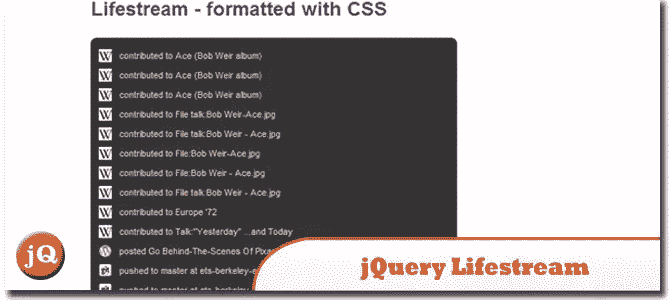 Lifestream - formatted with CSS
contributed to Ace (Bob Weir album)
contributed to Ace (Bob Weir album)
contributed to Ace (Bob Weir album)
contributed to File talk:Bob Weir-Ace.jpg
contributed to File talk:Bob Weir - Ace.jpg
contributed to File:Bob Weir-Ace.jpg
contributed to File:Bob Weir - Ace.jpg
contributed to File talk:Bob Weir - Ace.jpg
contributed to Europe '72
contributed to Talk:"Yesterday" ...and Today
posted Go Behind-The-Scenes Of
pushed to master at ets-berkeley-e
jQ
jQuery Lifestream